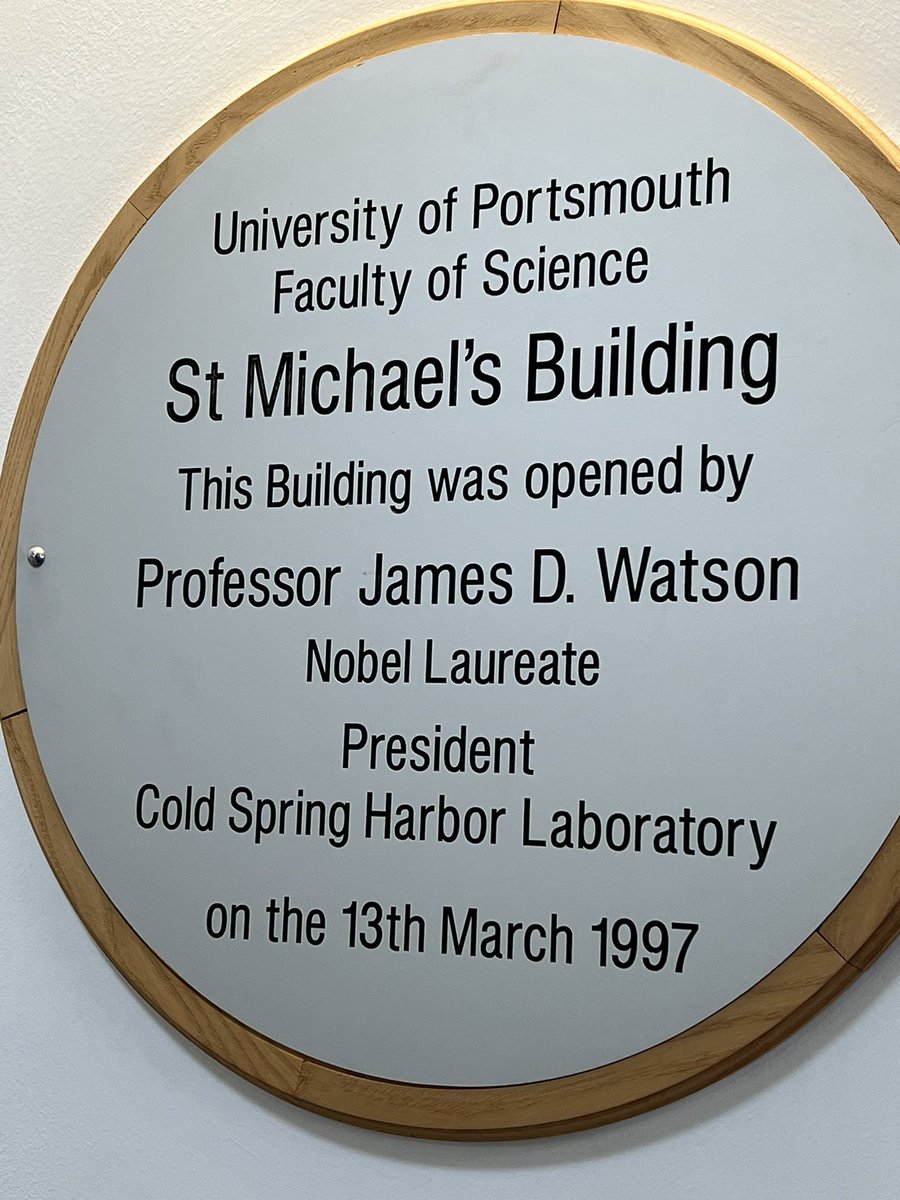 University of Portsmouth
Faculty of Science
St Michael's Building
This Building was opened by
Professor James D. Watson
Nobel Laureate
President
Cold Spring Harbor Laboratory
on the 13th March 1997